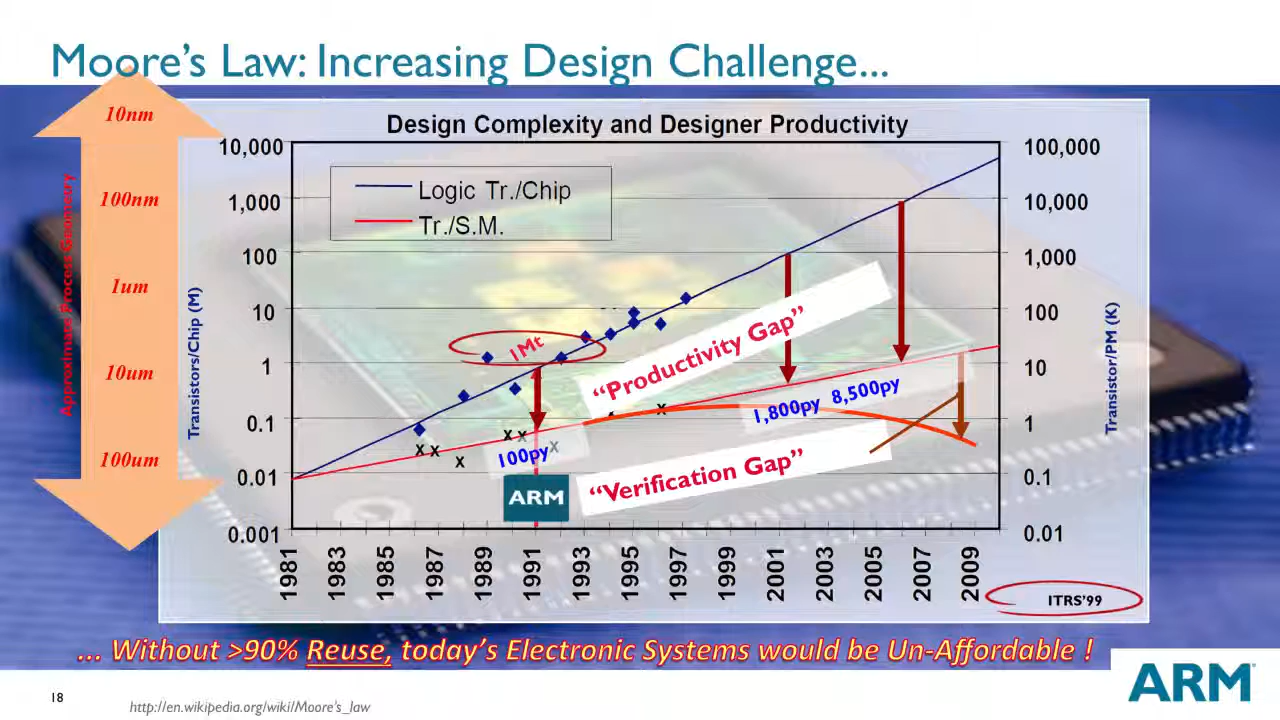 Moore's Law: Increasing Design Challenge...
10nm
100nm
1um
10um
100um
Approximate Process Geometry
Design Complexity and Designer Productivity
Logic Tr./Chip
Tr./S.M.
Transistors/Chip (M)
10,000
1,000
100
10
1
0.1
0.01
0.001
100,000
10,000
1,000
100
10
1
0.1
0.01
Transistor/PM (K)
1Mt
"Productivity Gap"
1,800py
8,500py
100py
"Verification Gap"
ARM
1981
1983
1985
1987
1989
1991
1993
1995
1997
1999
2001
2003
2005
2007
2009
ITRS'99
... Without >90% Reuse, today's Electronic Systems would be Un-Affordable !
18
http://en.wikipedia.org/wiki/Moore's_law
ARM